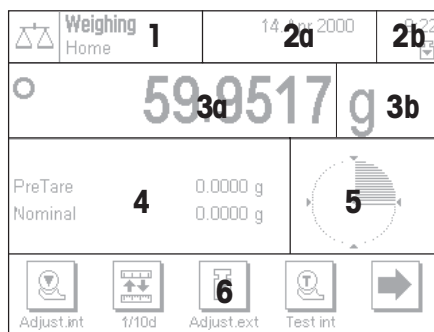 Weighing
Home
1
14. Apr 2000
2a
2b
59.9517 g
3a
3b
PreTare 0.0000 g
Nominal 0.0000 g
4
5
6
Adjust.int 1/10d Adjust.ext Test int
T